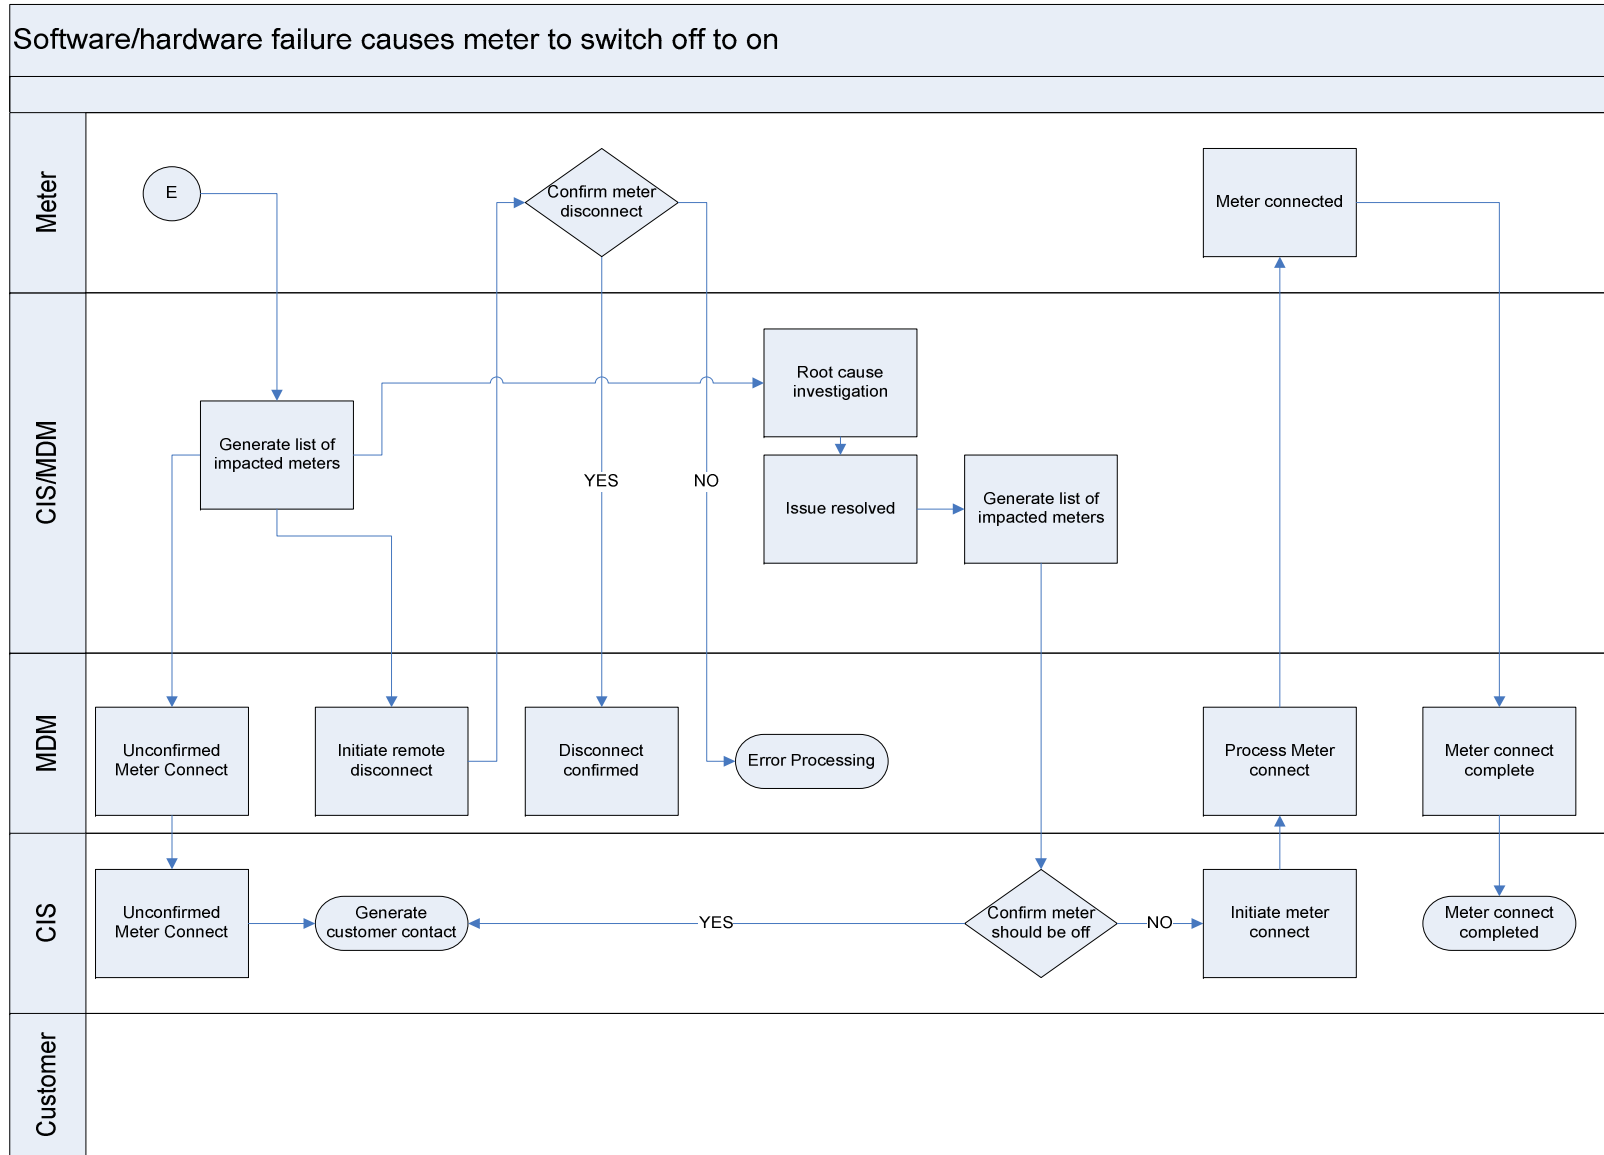 Software/hardware failure causes meter to switch off to on
Meter
E
Confirm meter
disconnect
Meter connected
CIS/MDM
Root cause
investigation
Generate list of
impacted meters
YES
NO
Issue resolved
Generate list of
impacted meters
MDM
Unconfirmed
Meter Connect
Initiate remote
disconnect
Disconnect
confirmed
Error Processing
Process Meter
connect
Meter connect
complete
CIS
Unconfirmed
Meter Connect
Generate
customer contact
YES
Confirm meter
should be off
NO
Initiate meter
connect
Meter connect
completed
Customer